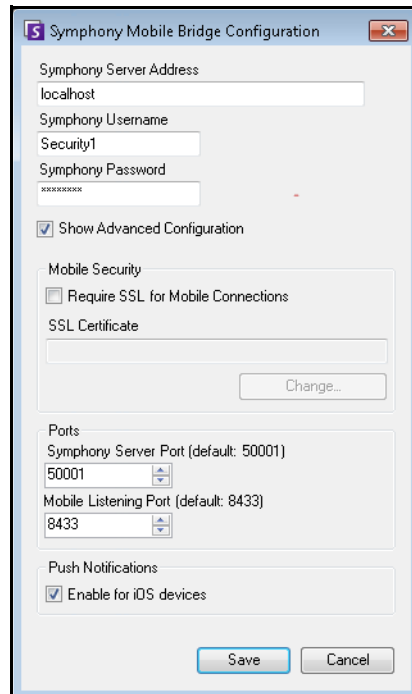 Symphony Mobile Bridge Configuration
Symphony Server Address
localhost
Symphony Username
Security1
Symphony Password
********
Show Advanced Configuration
Mobile Security
Require SSL for Mobile Connections
SSL Certificate
Change...
Ports
Symphony Server Port (default: 50001)
50001
Mobile Listening Port (default: 8433)
8433
Push Notifications
Enable for iOS devices
Save Cancel